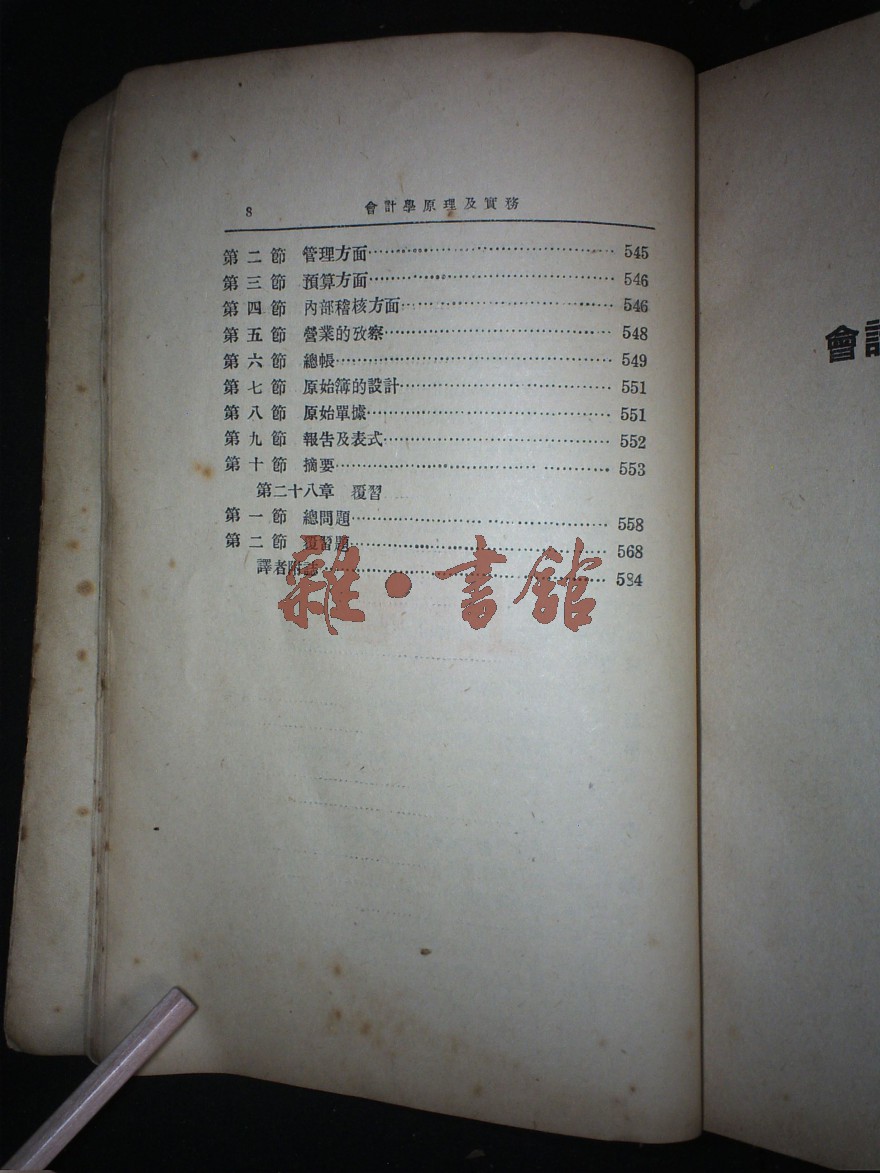 8 會計學原理及實務
第二節 管理方面 545
第三節 預算方面 546
第四節 內部稽核方面 546
第五節 營業的攷察 548
第六節 總帳 549
第七節 原始簿的設計 551
第八節 原始單據 551
第九節 報告及表式 552
第十節 摘要 553
第二十八章 覆習
第一節 總問題 558
第二節 覆習題 568
譯者附誌 584
雜·書館
會計